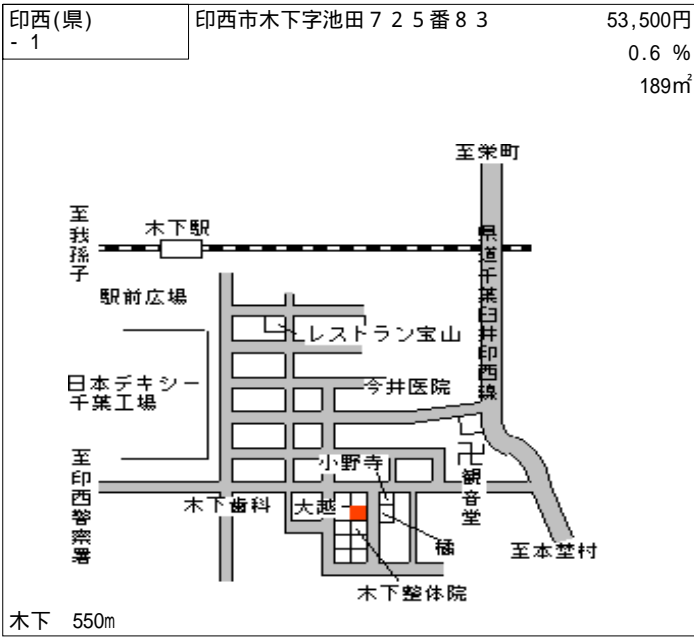 印西(県)
- 1
印西市木下字池田７２５番８３
53,500円
0.6 %
189㎡
至栄町
至我孫子
木下駅
県道千葉臼井印西線
駅前広場
レストラン宝山
日本デキシー
千葉工場
今井医院
至印西警察署
小野寺
観音堂
木下歯科
大越
橘
至本埜村
木下整体院
木下 550m